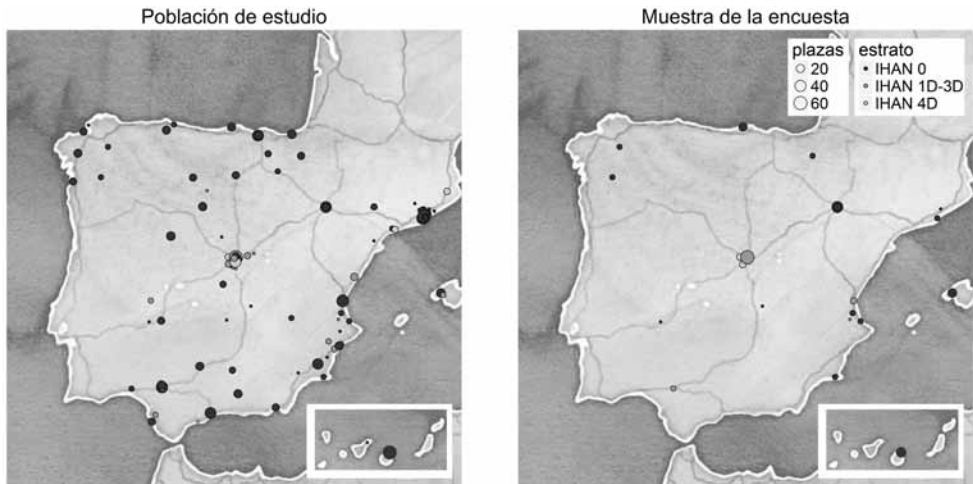 Población de estudio
Muestra de la encuesta
plazas
20
40
60
estrato
IHAN 0
IHAN 1D-3D
IHAN 4D